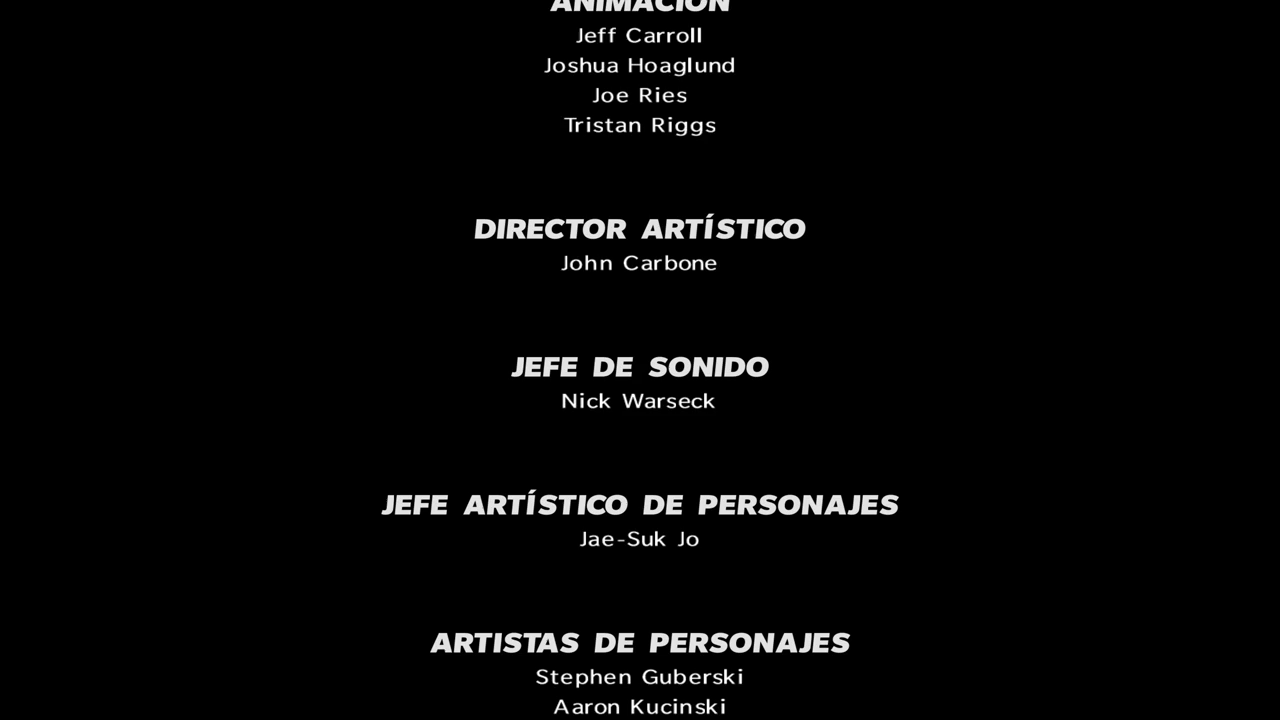 ANIMACIÓN
Jeff Carroll
Joshua Hoaglund
Joe Ries
Tristan Riggs
DIRECTOR ARTÍSTICO
John Carbone
JEFE DE SONIDO
Nick Warseck
JEFE ARTÍSTICO DE PERSONAJES
Jae-Suk Jo
ARTISTAS DE PERSONAJES
Stephen Guberski
Aaron Kucinski